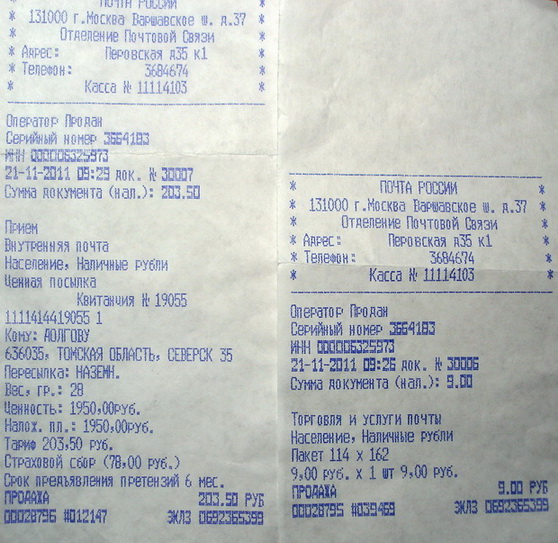 ПОЧТА РОССИИ
* 131000 г.Москва Варшавское ш. д.37 *
* Отделение Почтовой Связи *
* Адрес: Перовская д35 к1 *
* Телефон: 3684674 *
* Касса № 11114103 *
Оператор Продан
Серийный номер 3664183
ИНН 000006325973
21-11-2011 09:29 док. № 30007
Сумма документа (нал.): 203.50
Прием
Внутренняя почта
Население, Наличные рубли
Ценная посылка
Квитанция № 19055
1111414419055 1
Кому: ДОЛГОВУ
636035, ТОМСКАЯ ОБЛАСТЬ, СЕВЕРСК 35
Пересылка: НАЗЕМН.
Вес, гр.: 28
Ценность: 1950,00руб.
Налож. пл.: 1950,00руб.
Тариф 203,50 руб.
Страховой сбор (78,00 руб.)
Срок предъявления претензий 6 мес.
ПРОДАЖА 203.50 РУБ
00028796 #012147 ЭКЛЗ 0692365399
* ПОЧТА РОССИИ *
* 131000 г.Москва Варшавское ш. д.37 *
* Отделение Почтовой Связи *
* Адрес: Перовская д35 к1 *
* Телефон: 3684674 *
* Касса № 11114103 *
Оператор Продан
Серийный номер 3664183
ИНН 000006325973
21-11-2011 09:26 док. № 30006
Сумма документа (нал.): 9.00
Торговля и услуги почты
Население, Наличные рубли
Пакет 114 х 162
9,00 руб. х 1 шт 9,00 руб.
ПРОДАЖА 9.00 РУБ
00028795 #039469 ЭКЛЗ 0692365399